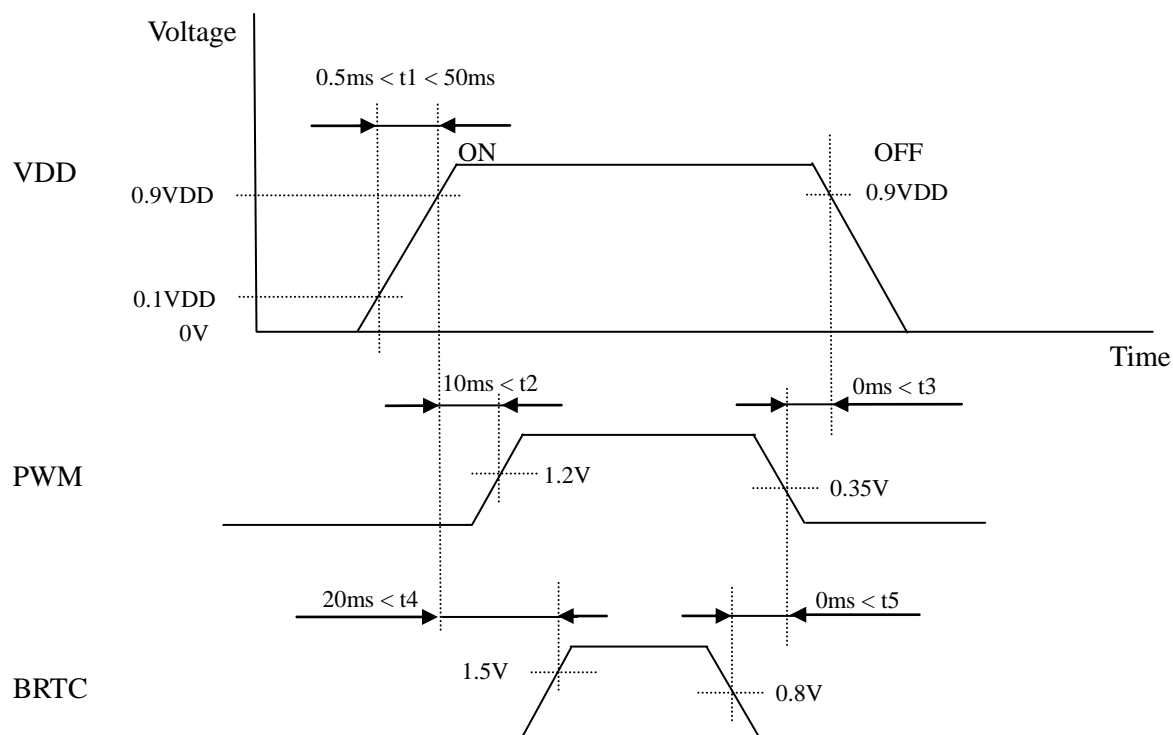 Voltage
0.5ms < t1 < 50ms
ON
OFF
VDD
0.9VDD
0.9VDD
0.1VDD
0V
Time
10ms < t2
0ms < t3
PWM
1.2V
0.35V
20ms < t4
0ms < t5
1.5V
BRTC
0.8V